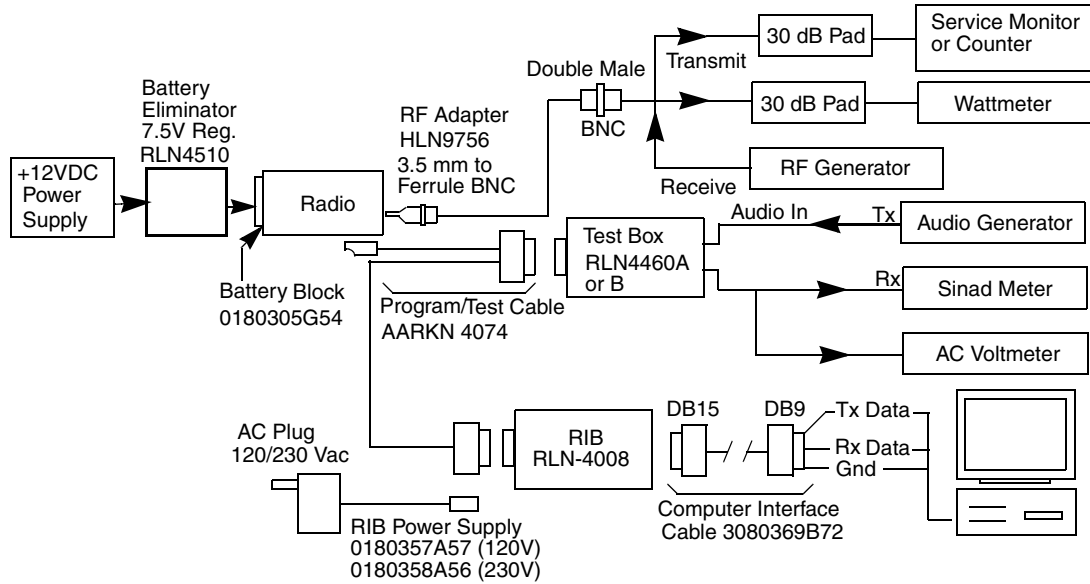 Service Monitor
or Counter
30 dB Pad
Transmit
Double Male
BNC
30 dB Pad
Wattmeter
Battery
Eliminator
7.5V Reg.
RLN4510
RF Adapter
HLN9756
3.5 mm to
Ferrule BNC
+12VDC
Power
Supply
Radio
RF Generator
Receive
Audio In
Tx
Audio Generator
Test Box
RLN4460A
or B
Rx
Sinad Meter
Battery Block
0180305G54
Program/Test Cable
AARKN 4074
AC Voltmeter
DB15
DB9
Tx Data
Rx Data
Gnd
AC Plug
120/230 Vac
RIB
RLN-4008
Computer Interface
Cable 3080369B72
RIB Power Supply
0180357A57 (120V)
0180358A56 (230V)